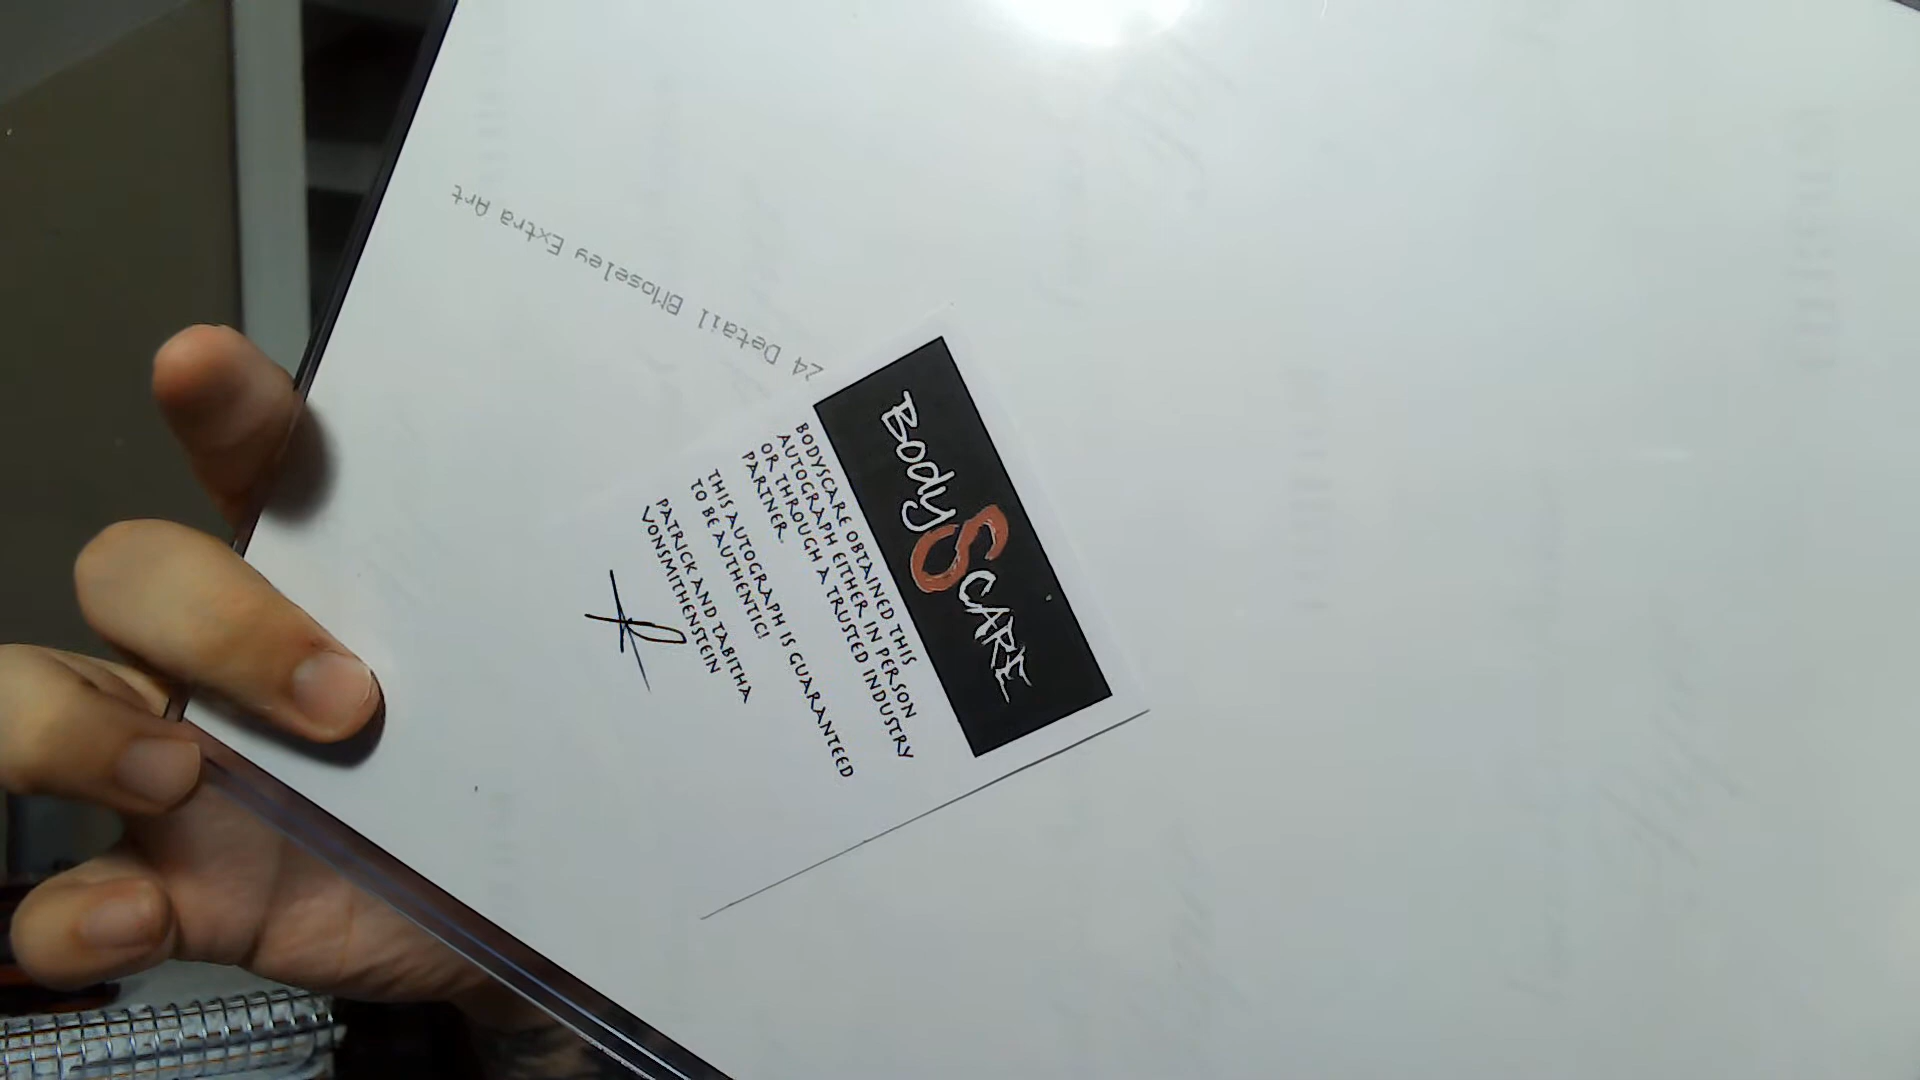 24 Detail BMoseley Extra Art
BodyScare
BODYSCARE OBTAINED THIS
AUTOGRAPH EITHER IN PERSON
OR THROUGH A TRUSTED INDUSTRY
PARTNER.
THIS AUTOGRAPH IS GUARANTEED
TO BE AUTHENTIC!
PATRICK AND TABITHA
VONSMITHENSTEIN